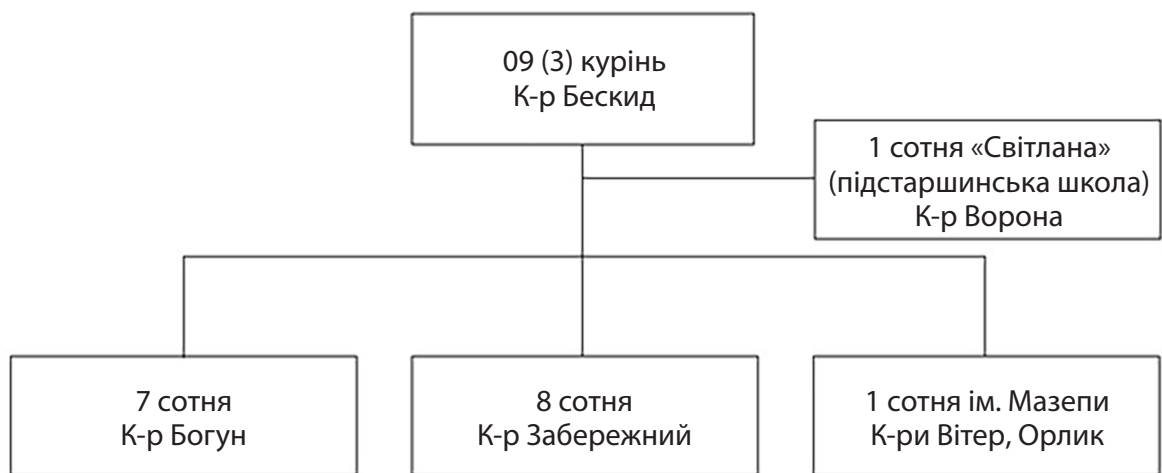 09 (3) курінь
К-р Бескид
1 сотня «Світлана»
(підстаршинська школа)
К-р Ворона
7 сотня
К-р Богун
8 сотня
К-р Забережний
1 сотня ім. Мазепи
К-ри Вітер, Орлик